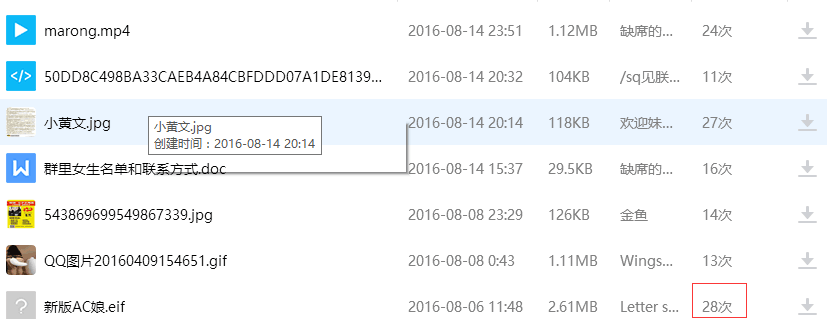 marong.mp4 2016-08-14 23:51 1.12MB 缺席的... 24次
50DD8C498BA33CAEB4A84CBFDDD07A1DE8139... 2016-08-14 20:32 104KB /sq见朕... 11次
小黄文.jpg 2016-08-14 20:14 118KB 欢迎妹... 27次
小黄文.jpg
创建时间：2016-08-14 20:14
群里女生名单和联系方式.doc 2016-08-14 15:37 29.5KB 缺席的... 16次
543869699549867339.jpg 2016-08-08 23:29 126KB 金鱼 14次
QQ图片20160409154651.gif 2016-08-08 0:43 1.11MB Wings... 13次
新版AC娘.eif 2016-08-06 11:48 2.61MB Letter s... 28次